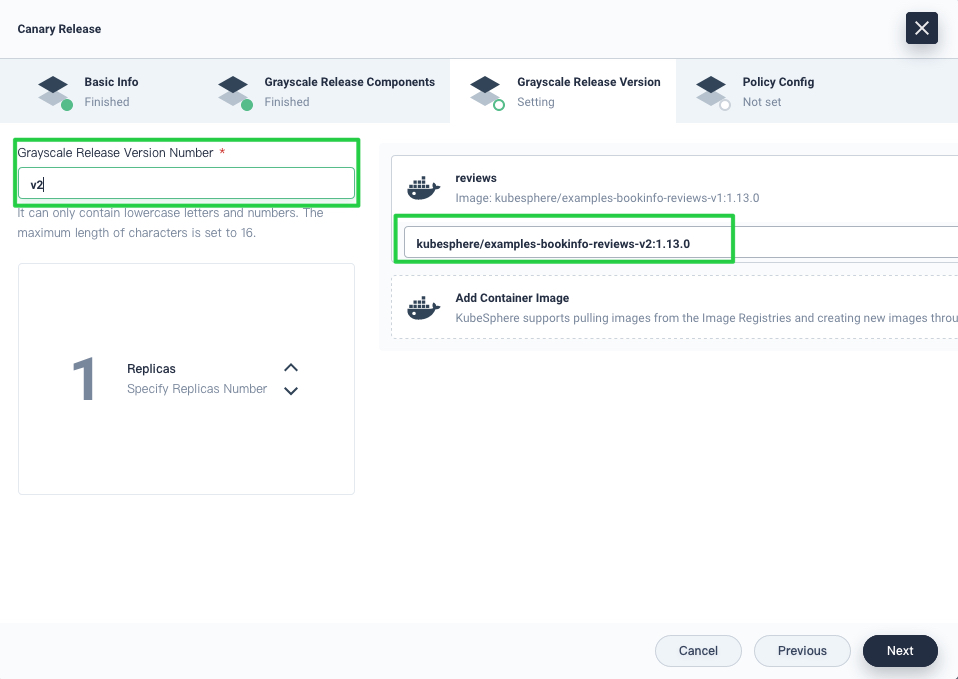 Canary Release
Basic Info
Finished
Grayscale Release Components
Finished
Grayscale Release Version
Setting
Policy Config
Not set
Grayscale Release Version Number *
v2
It can only contain lowercase letters and numbers. The
maximum length of characters is set to 16.
1
Replicas
Specify Replicas Number
reviews
Image: kubesphere/examples-bookinfo-reviews-v1:1.13.0
kubesphere/examples-bookinfo-reviews-v2:1.13.0
Add Container Image
KubeSphere supports pulling images from the Image Registries and creating new images throu
Cancel
Previous
Next